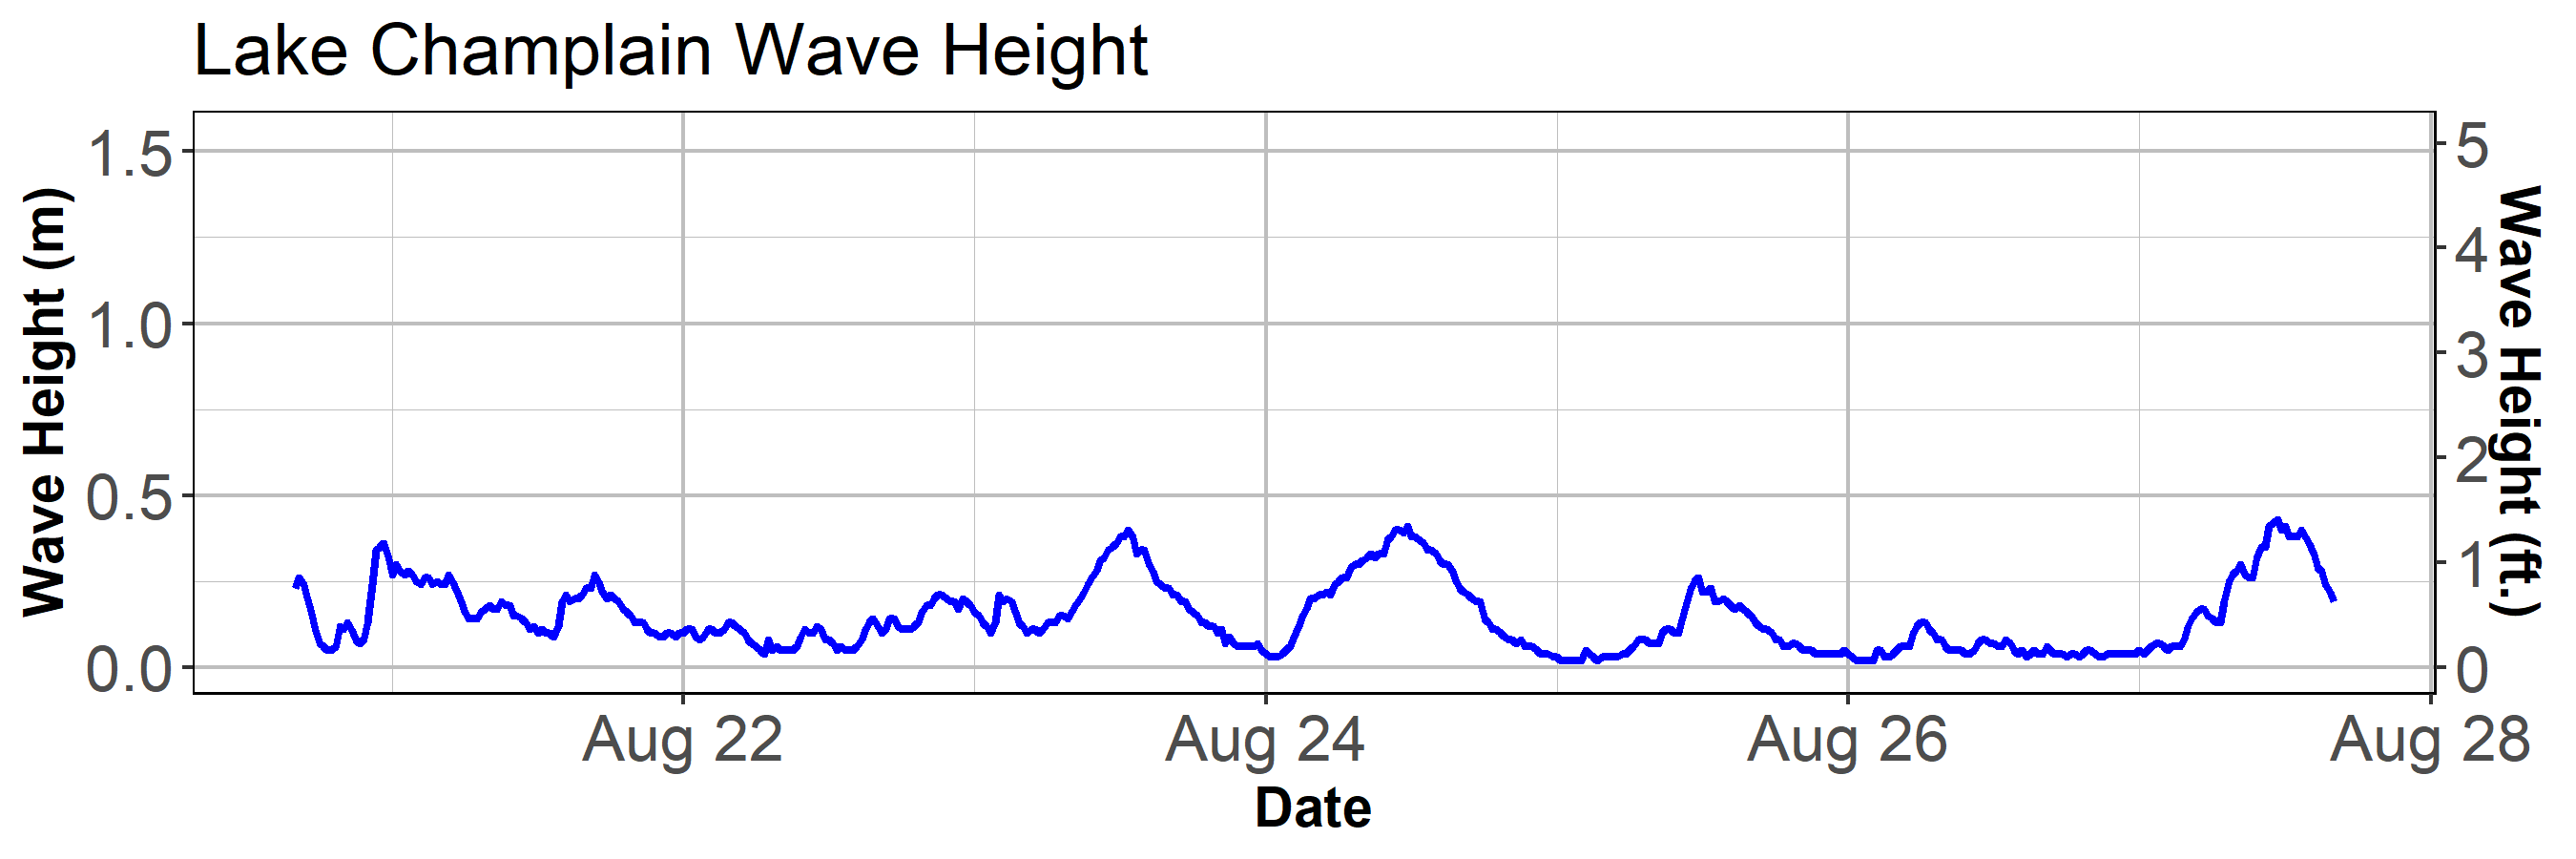 Lake Champlain Wave Height
Wave Height (m)
1.5
1.0
0.5
0.0
5
4
3
2
1
0
Wave Height (ft.)
Aug 22
Aug 24
Aug 26
Aug 28
Date